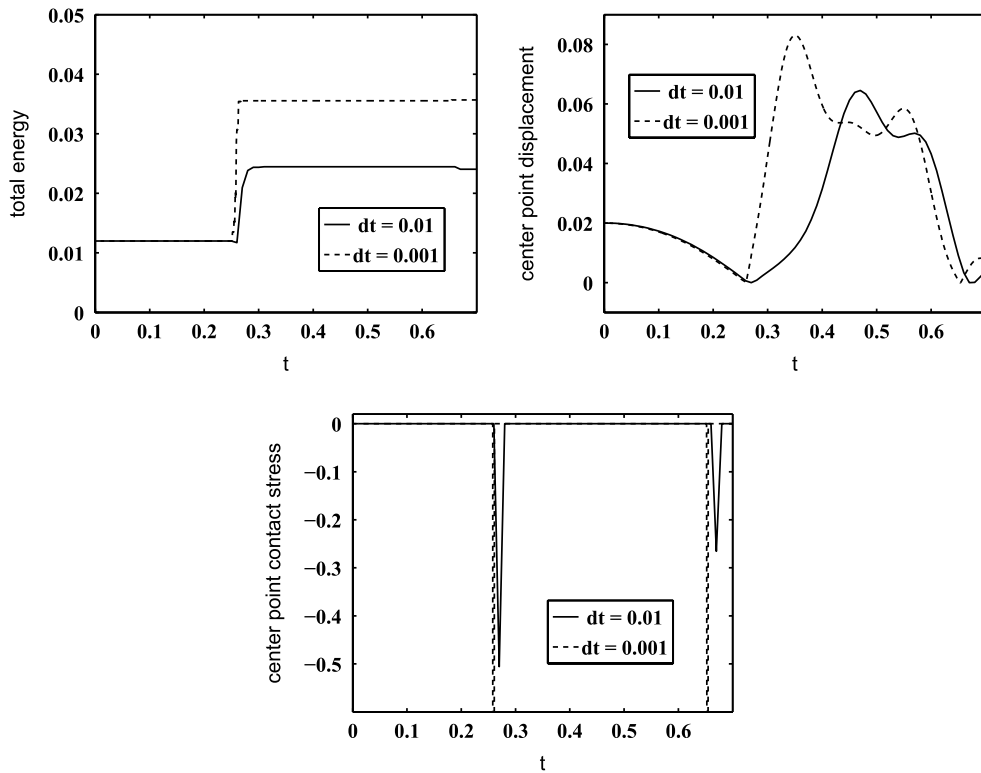 0.05
0.04
0.03
0.02
0.01
0
total energy
dt = 0.01
dt = 0.001
0 0.1 0.2 0.3 0.4 0.5 0.6
t
0.08
0.06
0.04
0.02
0
center point displacement
dt = 0.01
dt = 0.001
0 0.1 0.2 0.3 0.4 0.5 0.6
t
0
−0.1
−0.2
−0.3
−0.4
−0.5
center point contact stress
dt = 0.01
dt = 0.001
0 0.1 0.2 0.3 0.4 0.5 0.6
t